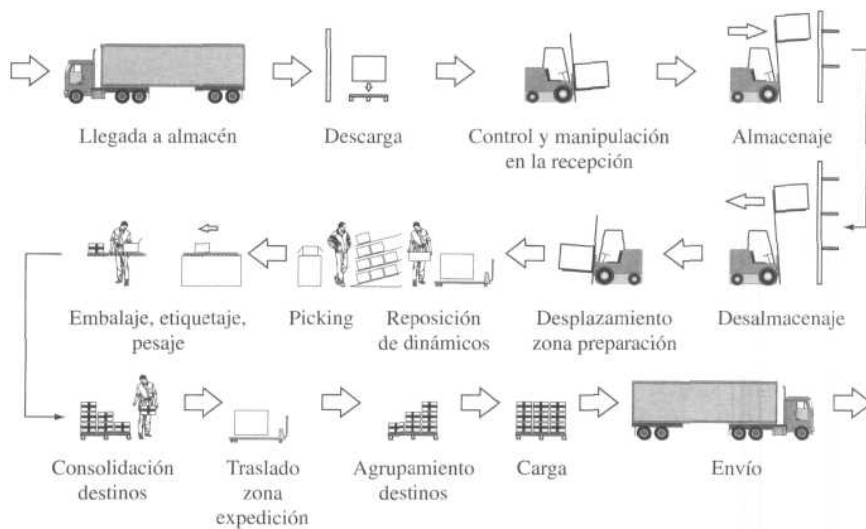 Llegada a almacén
Descarga
Control y manipulación
en la recepción
Almacenaje
Embalaje, etiquetaje,
pesaje
Picking
Reposición
de dinámicos
Desplazamiento
zona preparación
Desalmacenaje
Consolidación
destinos
Traslado
zona
expedición
Agrupamiento
destinos
Carga
Envío